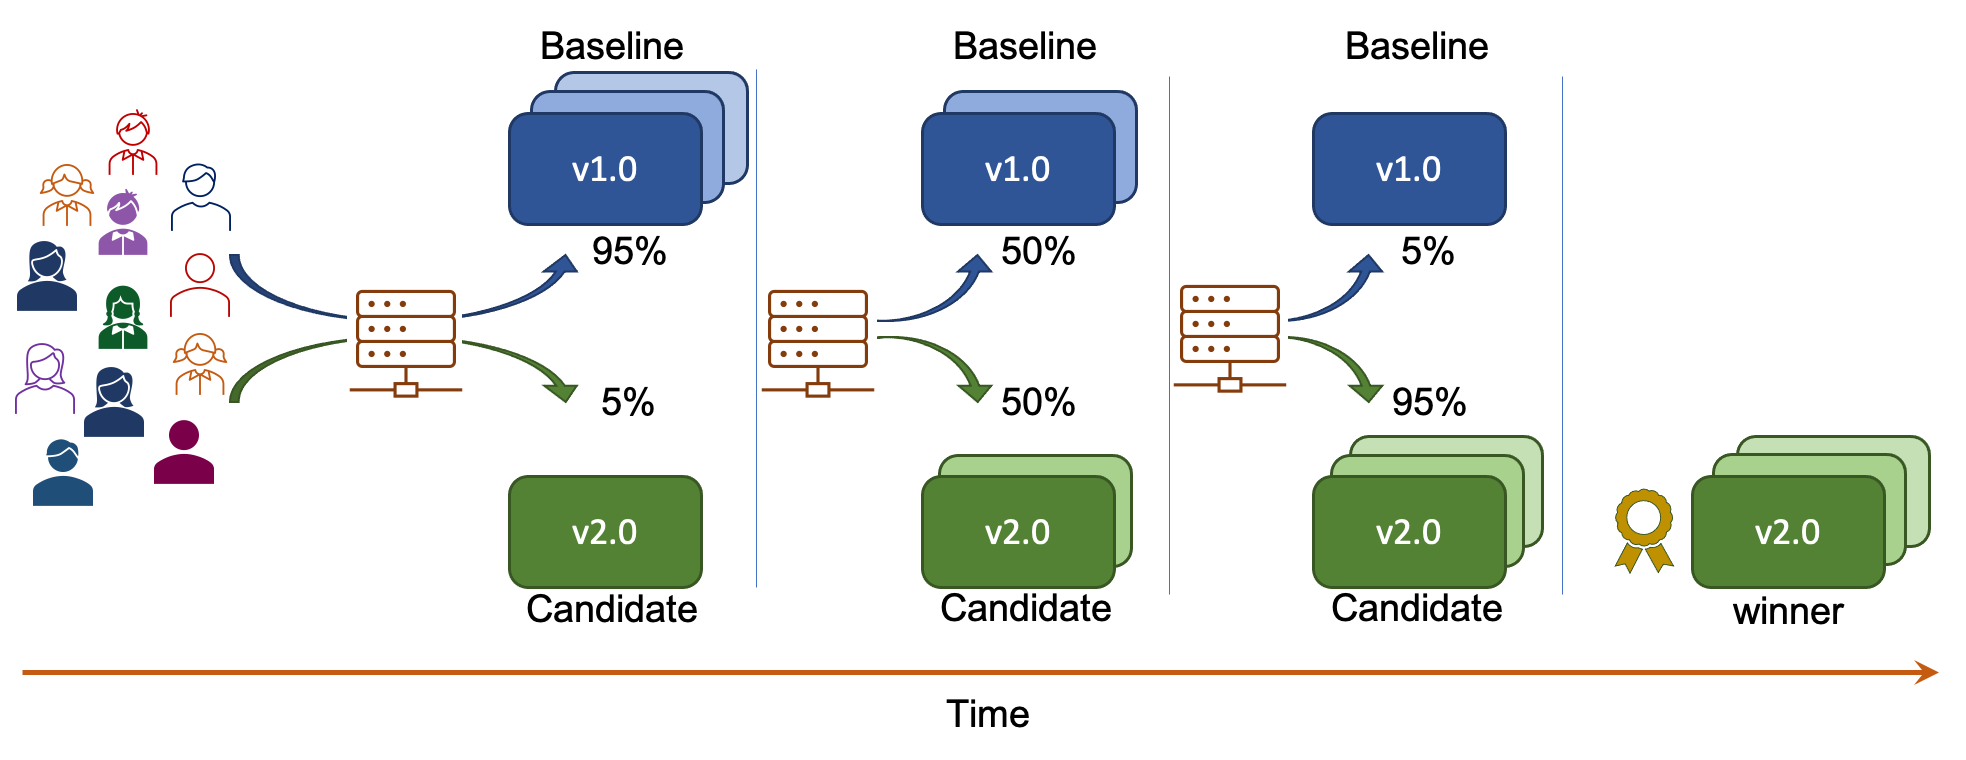 Baseline
v1.0
95%
5%
v2.0
Candidate
Baseline
v1.0
50%
50%
v2.0
Candidate
Baseline
v1.0
5%
95%
v2.0
Candidate
v2.0
winner
Time